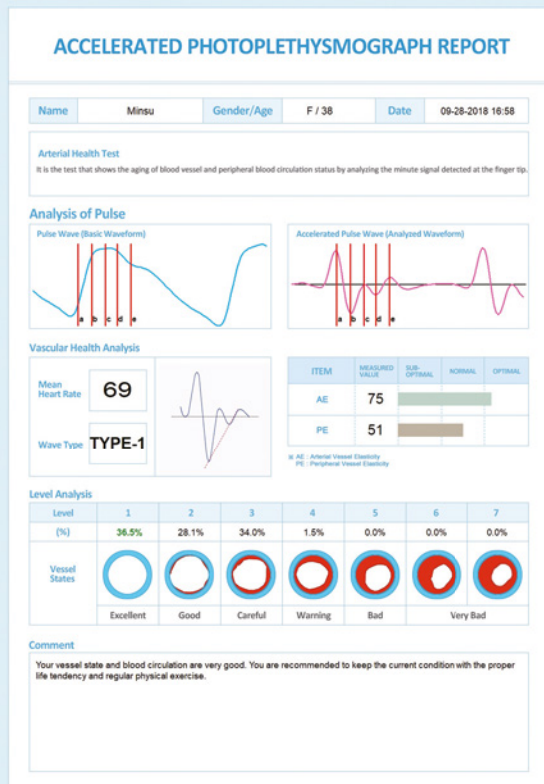 ACCELERATED PHOTOPLETHYSMOGRAPH REPORT
Name Minsu Gender/Age F / 38 Date 09-28-2018 16:58
Arterial Health Test
It is the test that shows the aging of blood vessel and peripheral blood circulation status by analyzing the minute signal detected at the finger tip.
Analysis of Pulse
Pulse Wave (Basic Waveform)
a b c d e
Accelerated Pulse Wave (Analyzed Waveform)
a b c d e
Vascular Health Analysis
Mean
Heart Rate
69
Wave Type TYPE-1
ITEM MEASURED VALUE SUB-OPTIMAL NORMAL OPTIMAL
AE 75
PE 51
※ AE : Arterial Vessel Elasticity
PE : Peripheral Vessel Elasticity
Level Analysis
Level 1 2 3 4 5 6 7
(%) 36.5% 28.1% 34.0% 1.5% 0.0% 0.0% 0.0%
Vessel
States
Excellent Good Careful Warning Bad Very Bad
Comment
Your vessel state and blood circulation are very good. You are recommended to keep the current condition with the proper
life tendency and regular physical exercise.